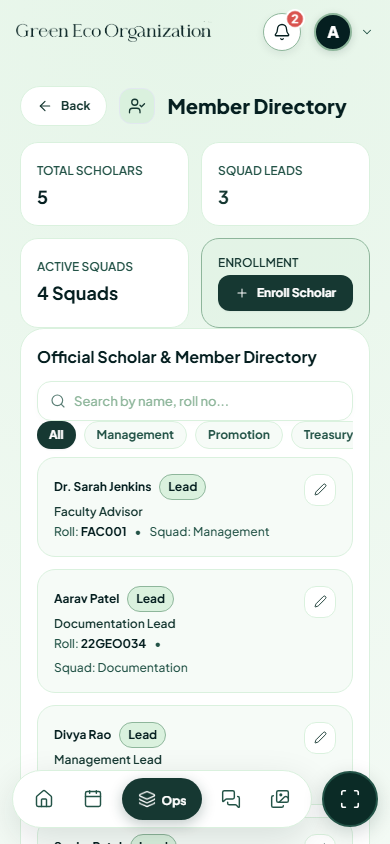 Green Eco Organization
2
A
Back
Member Directory
TOTAL SCHOLARS
5
SQUAD LEADS
3
ACTIVE SQUADS
4 Squads
ENROLLMENT
+ Enroll Scholar
Official Scholar & Member Directory
Search by name, roll no...
All
Management
Promotion
Treasury
Dr. Sarah Jenkins
Lead
Faculty Advisor
Roll: FAC001 • Squad: Management
Aarav Patel
Lead
Documentation Lead
Roll: 22GEO034 •
Squad: Documentation
Divya Rao
Lead
Management Lead
Ops